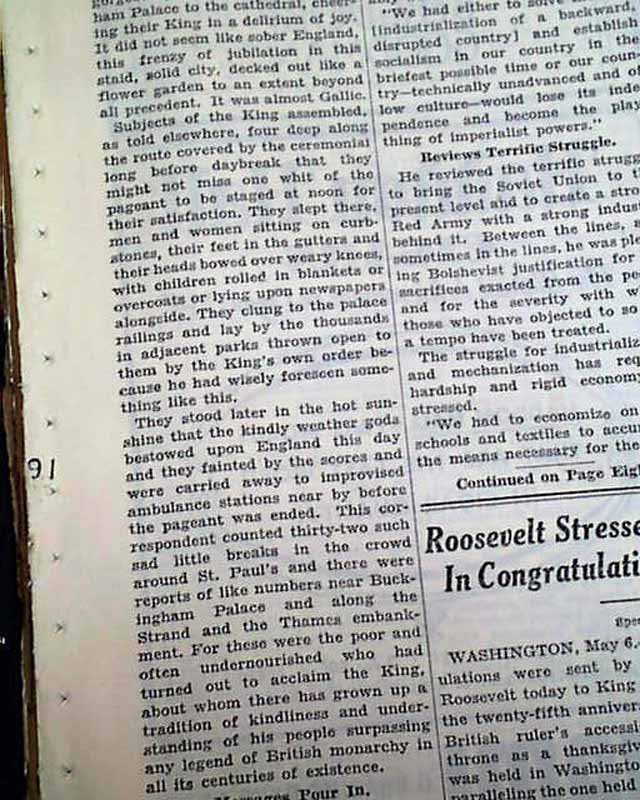 ham Palace to the cathedral, cheer-
ing their King in a delirium of joy.
It did not seem like sober England,
this frenzy of jubilation in this
staid, solid city, decked out like a
flower garden to an extent beyond
all precedent. It was almost Gallic.
Subjects of the King assembled,
as told elsewhere, four deep along
the route covered by the ceremonial
long before daybreak that they
might not miss one whit of the
pageant to be staged at noon for
their satisfaction. They slept there,
men and women sitting on curb-
stones, their feet in the gutters and
their heads bowed over weary knees,
with children rolled in blankets or
overcoats or lying upon newspapers
alongside. They clung to the palace
railings and lay by the thousands
in adjacent parks thrown open to
them by the King's own order be-
cause he had wisely foreseen some-
thing like this.
They stood later in the hot sun-
shine that the kindly weather gods
bestowed upon England this day
and they fainted by the scores and
were carried away to improvised
ambulance stations near by before
the pageant was ended. This cor-
respondent counted thirty-two such
sad little breaks in the crowd
around St. Paul's and there were
reports of like numbers near Buck-
ingham Palace and along the
Strand and the Thames embank-
ment. For these were the poor and
often undernourished who had
turned out to acclaim the King,
about whom there has grown up a
tradition of kindliness and under-
standing of his people surpassing
any legend of British monarchy in
all its centuries of existence.
Messages Pour In.
91
"We had either to solve
[industrialization of a backward,
disrupted country] and establish
socialism in our country in the
briefest possible time or our coun-
try—technically unadvanced and of
low culture—would lose its inde-
pendence and become the play-
thing of imperialist powers."
Reviews Terrific Struggle.
He reviewed the terrific strugg
to bring the Soviet Union to t
present level and to create a stro
Red Army with a strong indus
behind it. Between the lines, a
sometimes in the lines, he was pl
ing Bolshevist justification for
sacrifices exacted from the pe
and for the severity with w
those who have objected to so
a tempo have been treated.
The struggle for industrializ
and mechanization has req
hardship and rigid econom
stressed.
"We had to economize on
schools and textiles to accu
the means necessary for the
Continued on Page Eigh
Roosevelt Stresse
In Congratulati
Spec
WASHINGTON, May 6.
ulations were sent by
Roosevelt today to King
the twenty-fifth annivers
British ruler's accessi
throne as a thanksgiv
was held in Washington
paralleling the one held